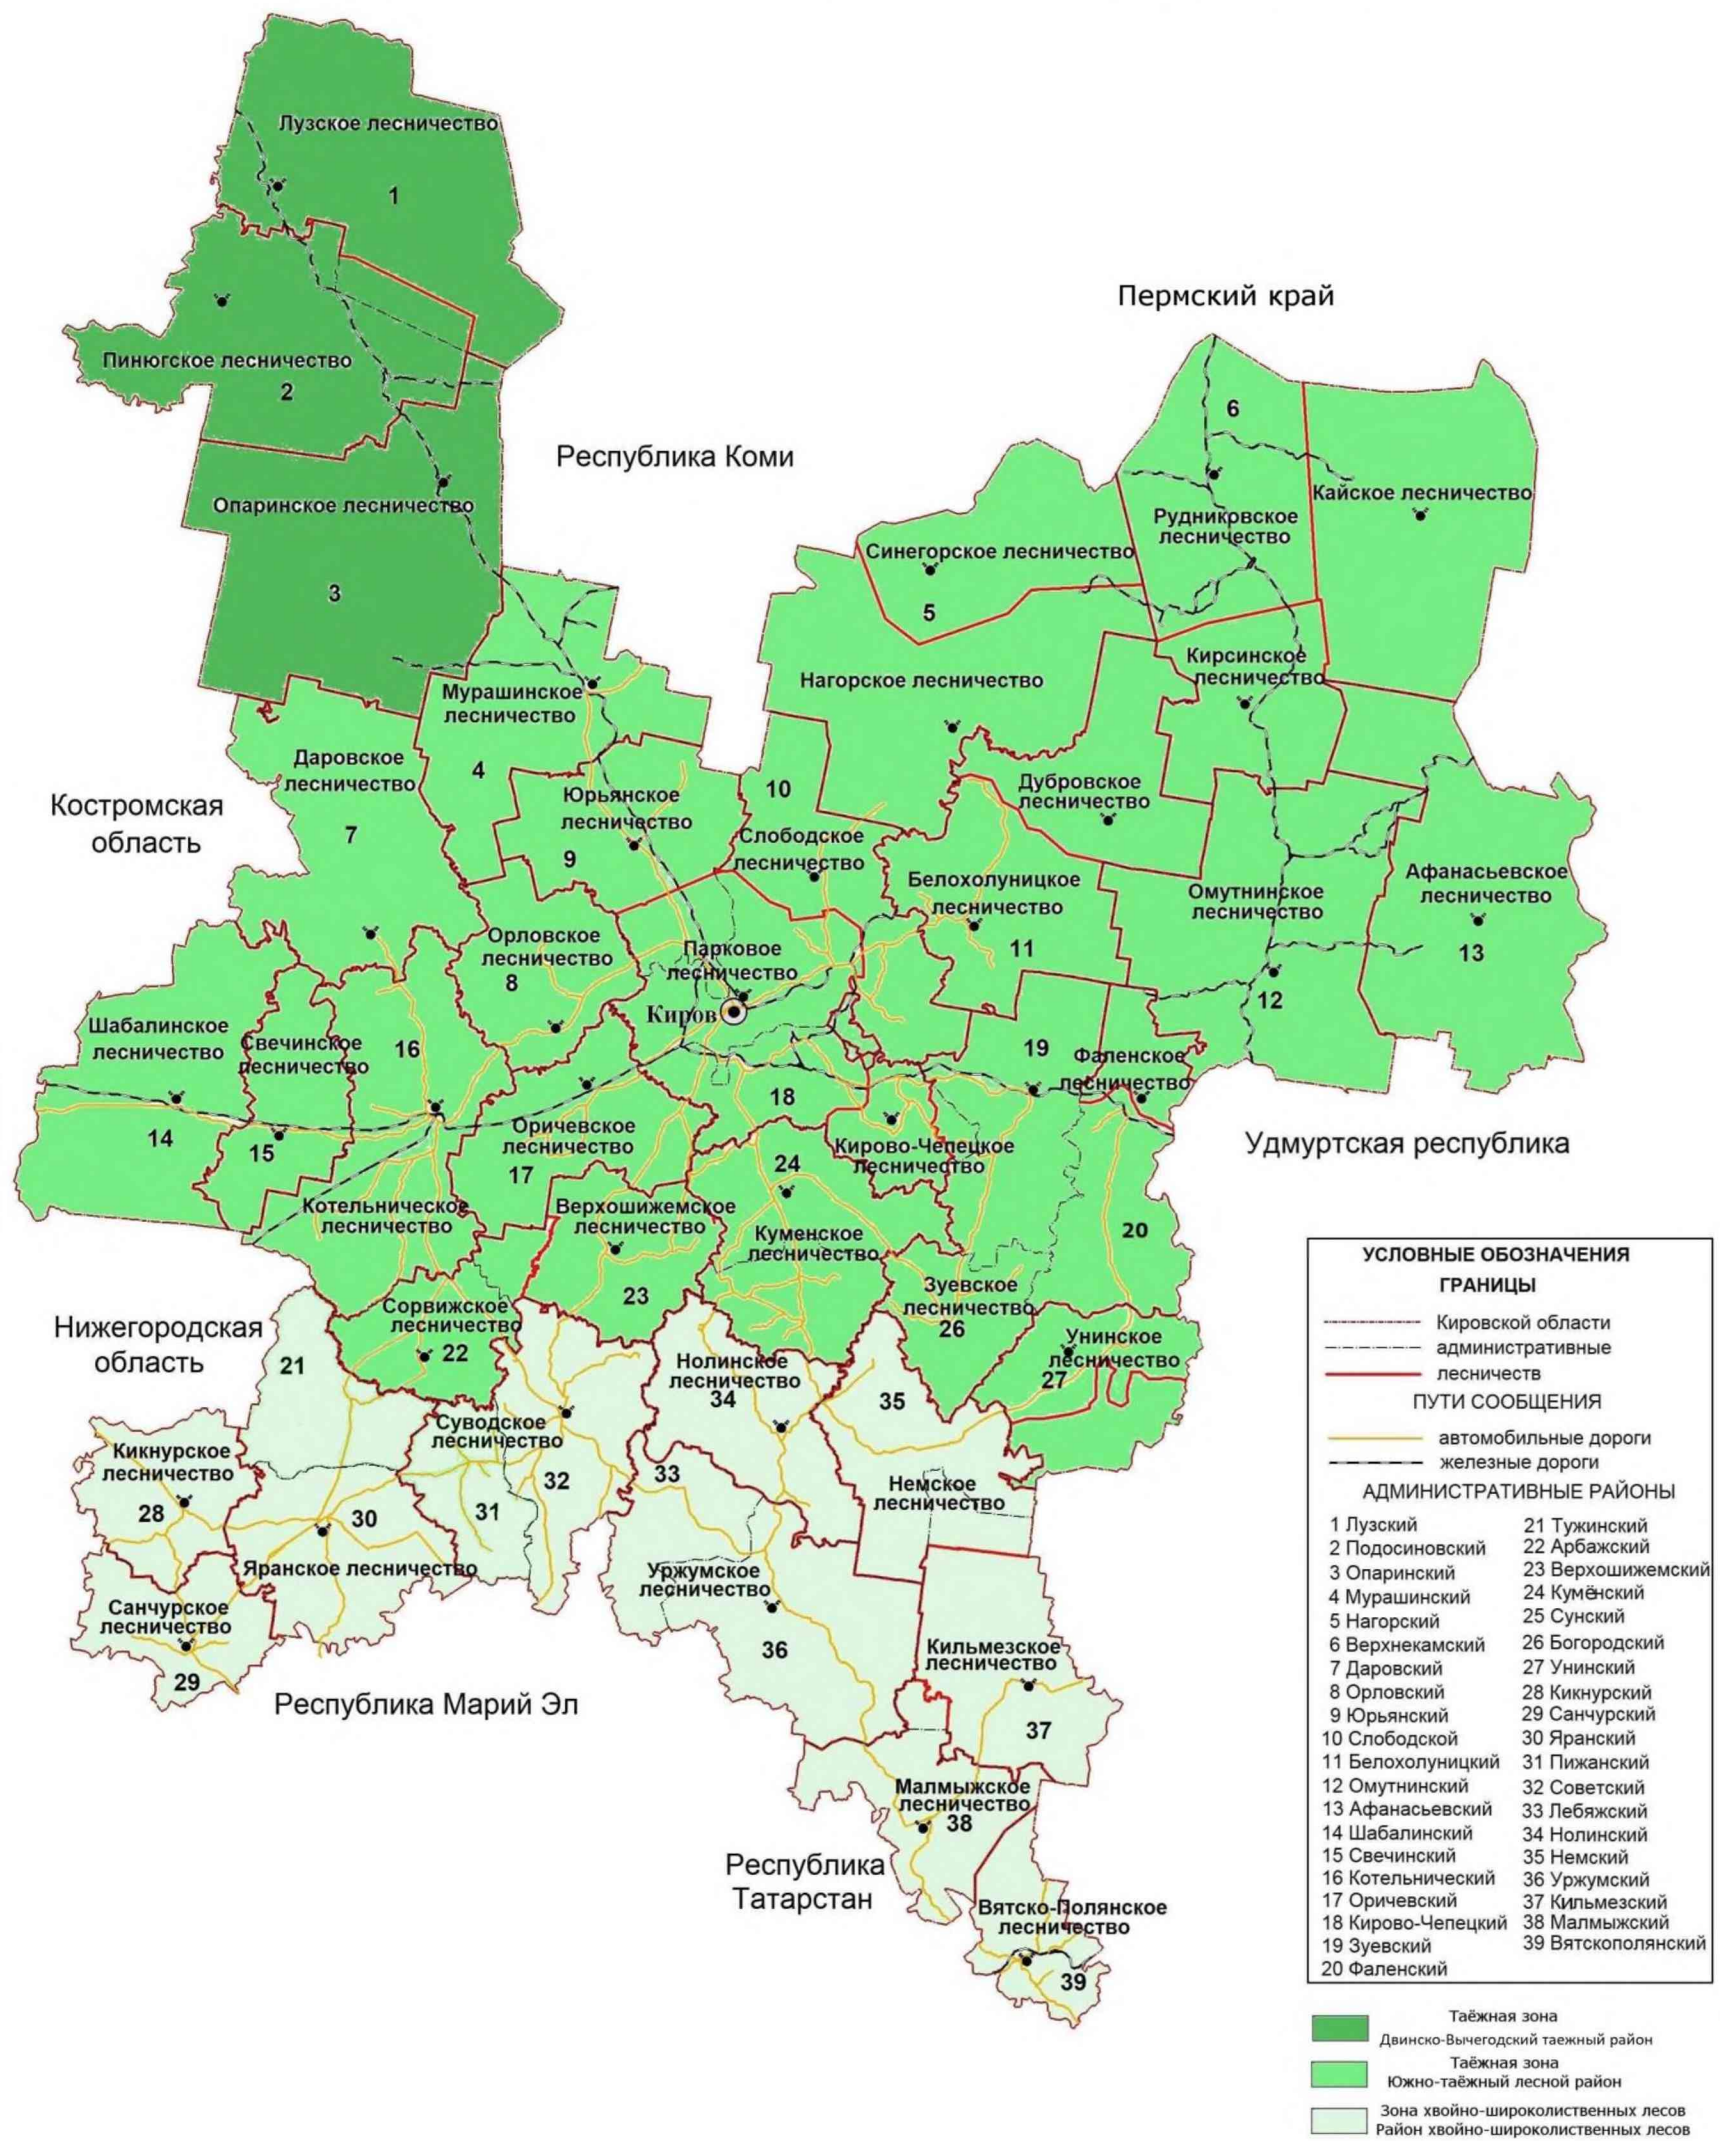 Лузское лесничество
1
Пинюгское лесничество
2
Пермский край
6
Республика Коми
Опаринское лесничество
3
Кайское лесничество
Рудниковское
лесничество
Синегорское лесничество
5
Нагорское лесничество
Кирсинское
лесничество
Мурашинское
лесничество
4
Даровское
лесничество
7
Костромская
область
Юрьянское
лесничество
9
10
Слободское
лесничество
Дубровское
лесничество
Белохолуницкое
лесничество
11
Омутнинское
лесничество
12
Афанасьевское
лесничество
13
Орловское
лесничество
8
Парковое
лесничество
Киров
Шабалинское
лесничество
14
Свечинское
лесничество
15
16
19
Фаленское
лесничество
18
Оричевское
лесничество
17
Кирово-Чепецкое
лесничество
Удмуртская республика
24
Котельническое
лесничество
Верхошижемское
лесничество
23
Куменское
лесничество
20
Зуевское
лесничество
26
Нижегородская
область
Сорвижское
лесничество
22
21
Унинское
лесничество
27
Нолинское
лесничество
34
35
Кикнурское
лесничество
28
Суводское
лесничество
32
31
33
Немское
лесничество
30
Яранское лесничество
Уржумское
лесничество
36
Санчурское
лесничество
29
Республика Марий Эл
Кильмезское
лесничество
37
Малмыжское
лесничество
38
Республика
Татарстан
Вятско-Полянское
лесничество
39
УСЛОВНЫЕ ОБОЗНАЧЕНИЯ
ГРАНИЦЫ
Кировской области
административные
лесничеств
ПУТИ СООБЩЕНИЯ
автомобильные дороги
железные дороги
АДМИНИСТРАТИВНЫЕ РАЙОНЫ
1 Лузский
2 Подосиновский
3 Опаринский
4 Мурашинский
5 Нагорский
6 Верхнекамский
7 Даровский
8 Орловский
9 Юрьянский
10 Слободской
11 Белохолуницкий
12 Омутнинский
13 Афанасьевский
14 Шабалинский
15 Свечинский
16 Котельнический
17 Оричевский
18 Кирово-Чепецкий
19 Зуевский
20 Фаленский
21 Тужинский
22 Арбажский
23 Верхошижемский
24 Кумёнский
25 Сунский
26 Богородский
27 Унинский
28 Кикнурский
29 Санчурский
30 Яранский
31 Пижанский
32 Советский
33 Лебяжский
34 Нолинский
35 Немский
36 Уржумский
37 Кильмезский
38 Малмыжский
39 Вятскополянский
Таёжная зона
Двинско-Вычегодский таежный район
Таёжная зона
Южно-таёжный лесной район
Зона хвойно-широколиственных лесов
Район хвойно-широколиственных лесов